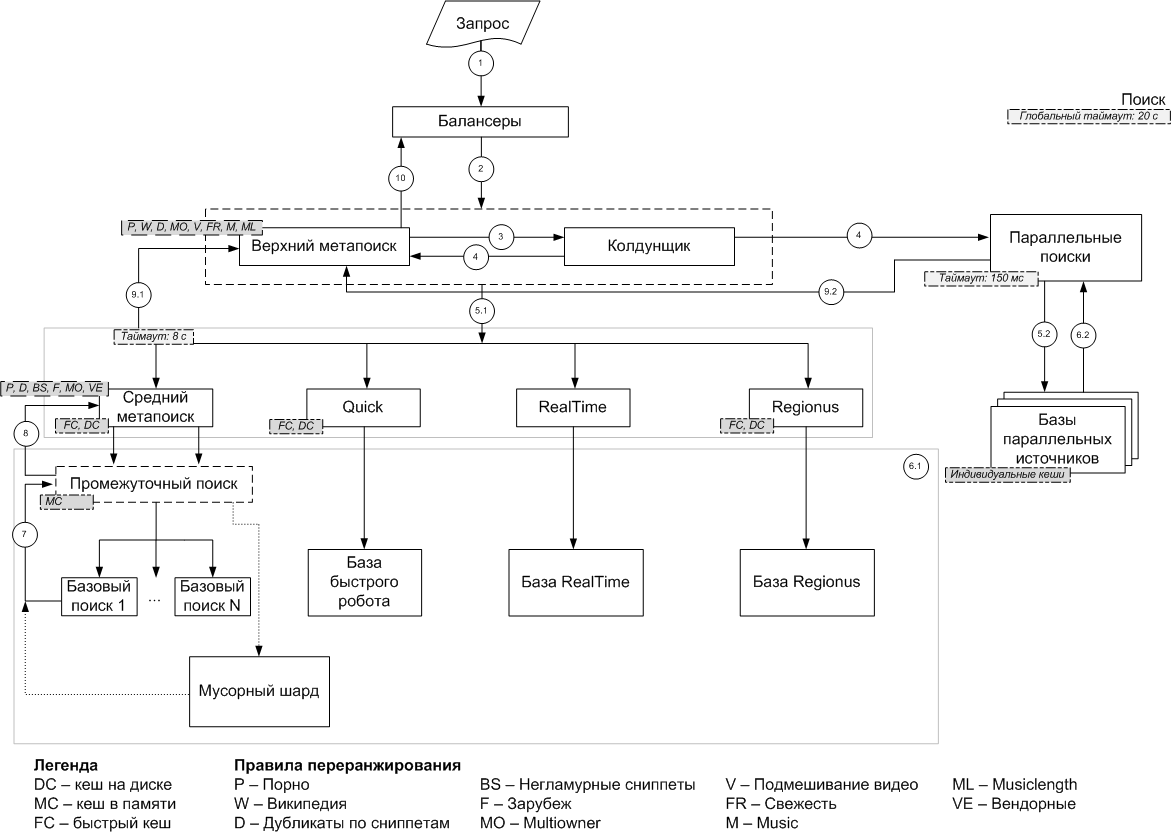 Запрос
1
Балансеры
Поиск
Глобальный таймаут: 20 с
10
2
P, W, D, MO, V, FR, M, ML
Верхний метапоиск
3
4
Колдунщик
4
Параллельные
поиски
Таймаут: 150 мс
9.1
9.2
5.1
5.2
6.2
Таймаут: 8 с
P, D, BS, F, MO, VE
Средний
метапоиск
FC, DC
Quick
FC, DC
RealTime
Regionus
FC, DC
Базы
параллельных
источников
Индивидуальные кеши
8
6.1
Промежуточный поиск
MC
7
Базовый
поиск 1
...
Базовый
поиск N
База
быстрого
робота
База RealTime
База Regionus
Мусорный шард
Легенда
DC – кеш на диске
MC – кеш в памяти
FC – быстрый кеш
Правила переранжирования
P – Порно
W – Википедия
D – Дубликаты по сниппетам
BS – Негламурные сниппеты
F – Зарубеж
MO – Multiowner
V – Подмешивание видео
FR – Свежесть
M – Music
ML – Musiclength
VE – Вендорные